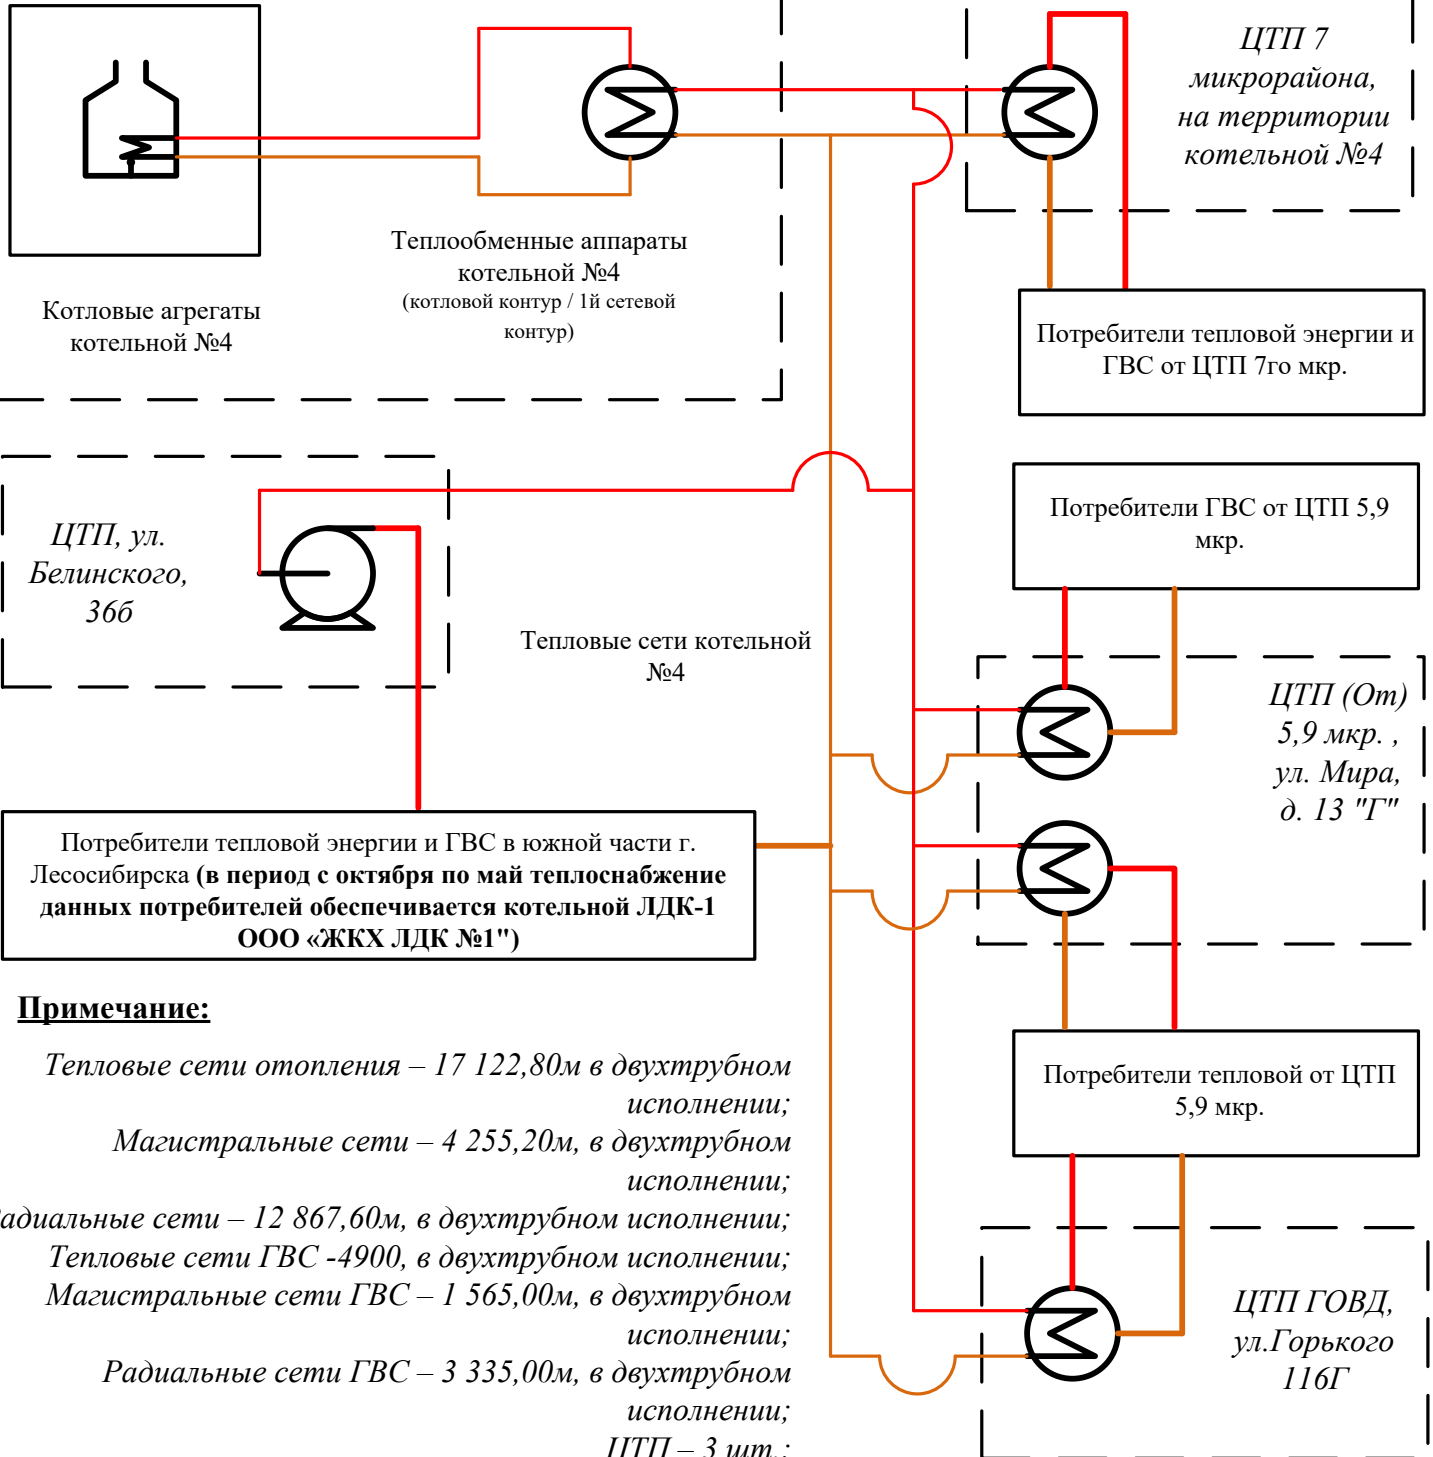 ЦТП 7
микрорайона,
на территории
котельной №4
Теплообменные аппараты
котельной №4
(котловой контур / 1й сетевой
контур)
Котловые агрегаты
котельной №4
Потребители тепловой энергии и
ГВС от ЦТП 7го мкр.
ЦТП, ул.
Белинского,
36б
Потребители ГВС от ЦТП 5,9
мкр.
Тепловые сети котельной
№4
ЦТП (От)
5,9 мкр. ,
ул. Мира,
д. 13 "Г"
Потребители тепловой энергии и ГВС в южной части г.
Лесосибирска (в период с октября по май теплоснабжение
данных потребителей обеспечивается котельной ЛДК-1
ООО «ЖКХ ЛДК №1")
Примечание:
Тепловые сети отопления – 17 122,80м в двухтрубном
исполнении;
Магистральные сети – 4 255,20м, в двухтрубном
исполнении;
адиальные сети – 12 867,60м, в двухтрубном исполнении;
Тепловые сети ГВС -4900, в двухтрубном исполнении;
Магистральные сети ГВС – 1 565,00м, в двухтрубном
исполнении;
Радиальные сети ГВС – 3 335,00м, в двухтрубном
исполнении;
ЦТП – 3 шт.;
Потребители тепловой от ЦТП
5,9 мкр.
ЦТП ГОВД,
ул.Горького
116Г